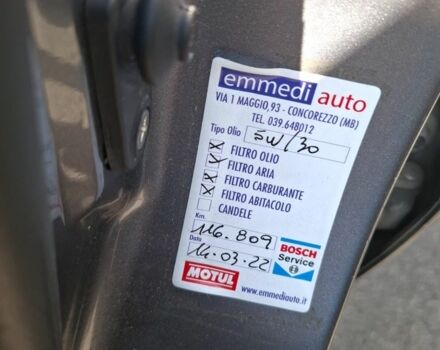 emmedi auto
VIA 1 MAGGIO,93 - CONCOREZZO (MB)
TEL. 039.648012
Tipo Olio 5W/30
FILTRO OLIO
FILTRO ARIA
FILTRO CARBURANTE
FILTRO ABITACOLO
CANDELE
Km. 116.809
BOSCH
Service
Data 14.03.22
MOTUL
www.emmediauto.it